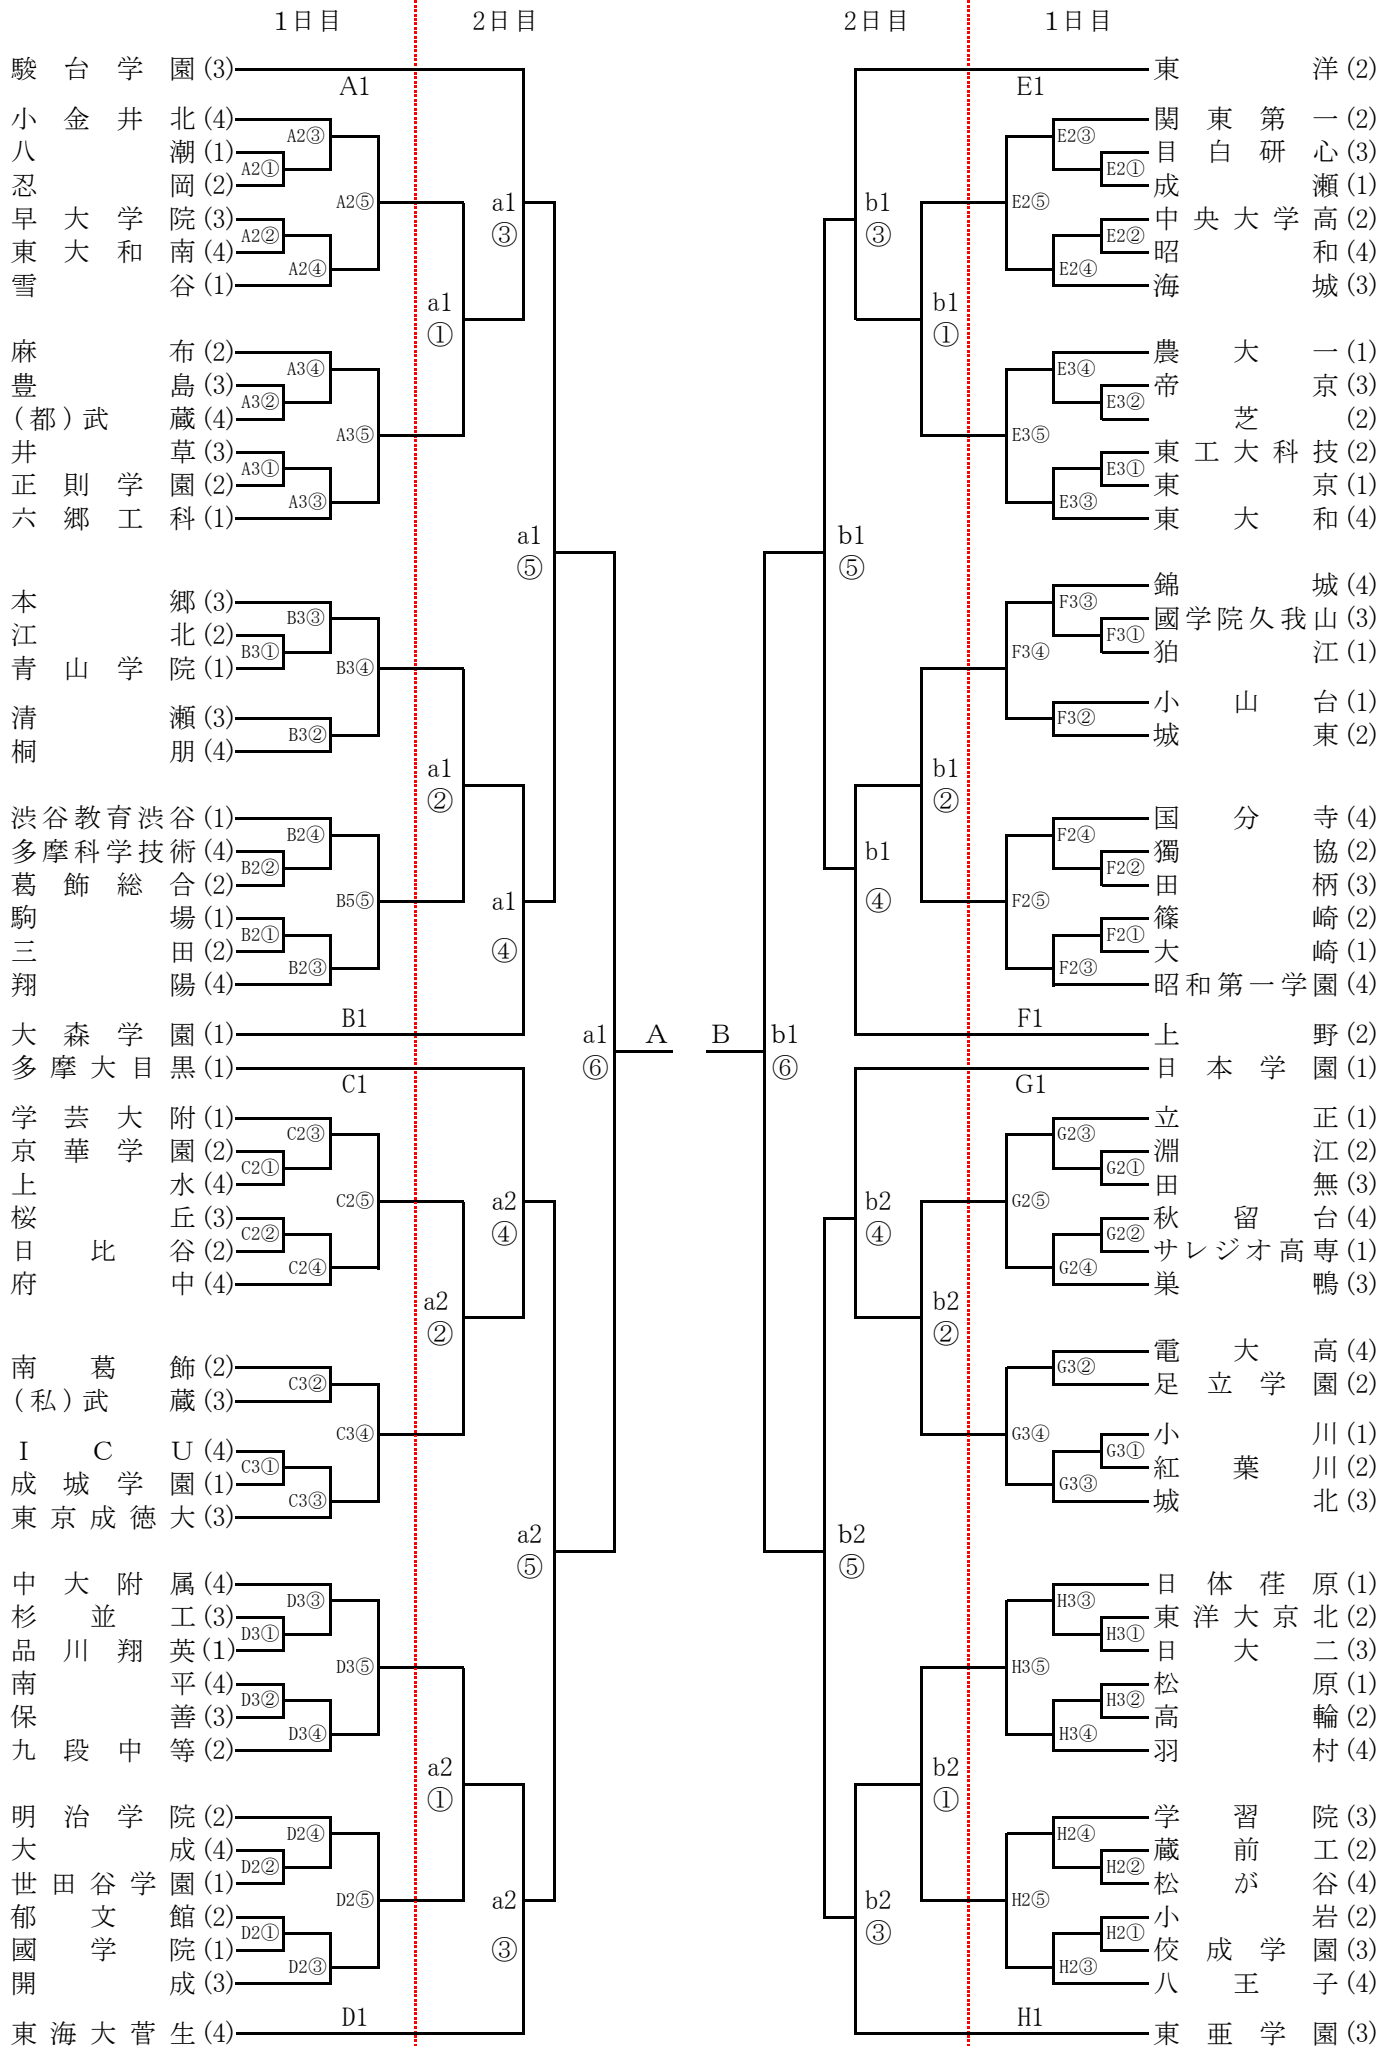 1日目 2日目 2日目 1日目
駿台学園(3)
A1
小金井北(4)
A2③
八潮(1)
A2①
忍岡(2)
A2⑤
早大学院(3)
A2②
東大和南(4)
A2④
雪谷(1)
a1
①
a1
③
麻布(2)
A3④
豊島(3)
A3②
(都)武蔵(4)
A3⑤
井草(3)
A3①
正則学園(2)
A3③
六郷工科(1)
a1
⑤
本郷(3)
B3③
江北(2)
B3①
青山学院(1)
B3④
清瀬(3)
B3②
桐朋(4)
a1
②
渋谷教育渋谷(1)
B2④
多摩科学技術(4)
B2②
葛飾総合(2)
B5⑤
駒場(1)
B2①
三田(2)
B2③
翔陽(4)
a1
④
B1
大森学園(1)
a1
⑥
A
多摩大目黒(1)
C1
学芸大附(1)
C2③
京華学園(2)
C2①
上水(4)
C2⑤
桜丘(3)
C2②
日比谷(2)
C2④
府中(4)
a2
④
a2
②
南葛飾(2)
C3②
(私)武蔵(3)
C3④
ICU(4)
C3①
成城学園(1)
C3③
東京成徳大(3)
a2
⑤
中大附属(4)
D3③
杉並工(3)
D3①
品川翔英(1)
D3⑤
南平(4)
D3②
保善(3)
D3④
九段中等(2)
a2
①
明治学院(2)
D2④
大成(4)
D2②
世田谷学園(1)
D2⑤
郁文館(2)
D2①
國学院(1)
D2③
開成(3)
a2
③
D1
東海大菅生(4)
東洋(2)
E1
関東第一(2)
E2③
目白研心(3)
E2①
成瀬(1)
E2⑤
中央大学高(2)
E2②
昭和(4)
E2④
海城(3)
b1
③
b1
①
農大一(1)
E3④
帝京(3)
E3②
芝(2)
E3⑤
東工大科技(2)
E3①
東京(1)
E3③
東大和(4)
b1
⑤
錦城(4)
F3③
國学院久我山(3)
F3①
狛江(1)
F3④
小山台(1)
F3②
城東(2)
b1
②
国分寺(4)
F2④
獨協(2)
F2②
田柄(3)
F2⑤
篠崎(2)
F2①
大崎(1)
F2③
昭和第一学園(4)
b1
④
F1
上野(2)
B
b1
⑥
日本学園(1)
G1
立正(1)
G2③
淵江(2)
G2①
田無(3)
G2⑤
秋留台(4)
G2②
サレジオ高専(1)
G2④
巣鴨(3)
b2
④
b2
②
電大高(4)
G3②
足立学園(2)
G3④
小川(1)
G3①
紅葉川(2)
G3③
城北(3)
b2
⑤
日体荏原(1)
H3③
東洋大京北(2)
H3①
日大二(3)
H3⑤
松原(1)
H3②
高輪(2)
H3④
羽村(4)
b2
①
学習院(3)
H2④
蔵前工(2)
H2②
松が谷(4)
H2⑤
小岩(2)
H2①
佼成学園(3)
H2③
八王子(4)
b2
③
H1
東亜学園(3)